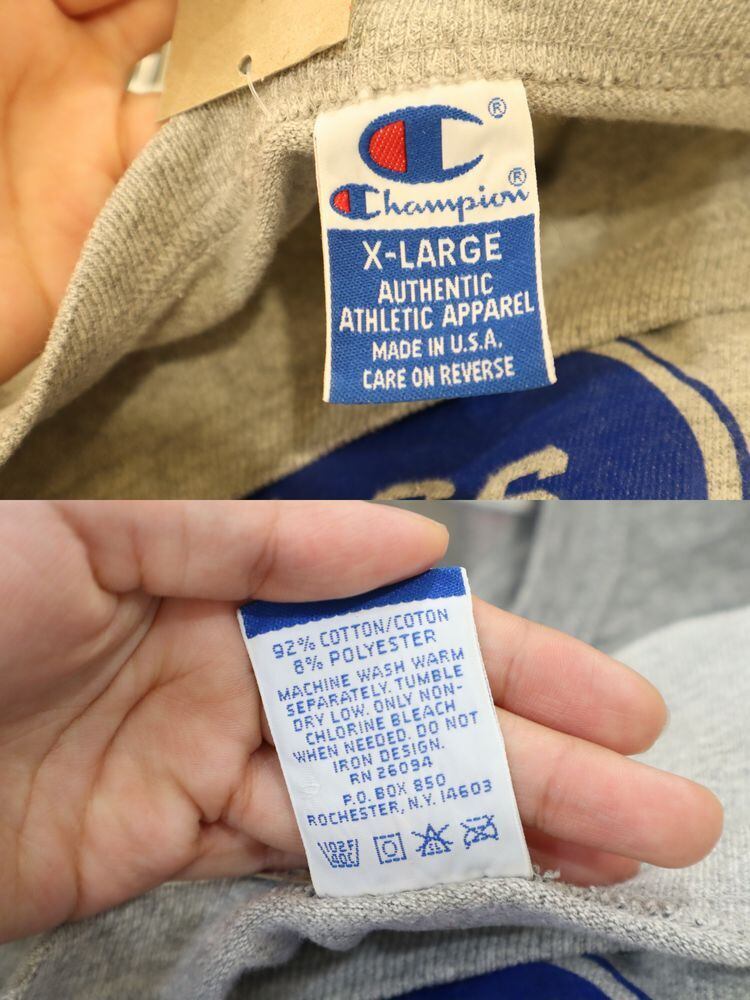 ®
Champion®
X-LARGE
AUTHENTIC
ATHLETIC APPAREL
MADE IN U.S.A.
CARE ON REVERSE
92% COTTON/COTON
8% POLYESTER
MACHINE WASH WARM
SEPARATELY. TUMBLE
DRY LOW. ONLY NON-
CHLORINE BLEACH
WHEN NEEDED. DO NOT
IRON DESIGN.
RN 26094
P.O. BOX 850
ROCHESTER, N.Y. 14603
102F
40C